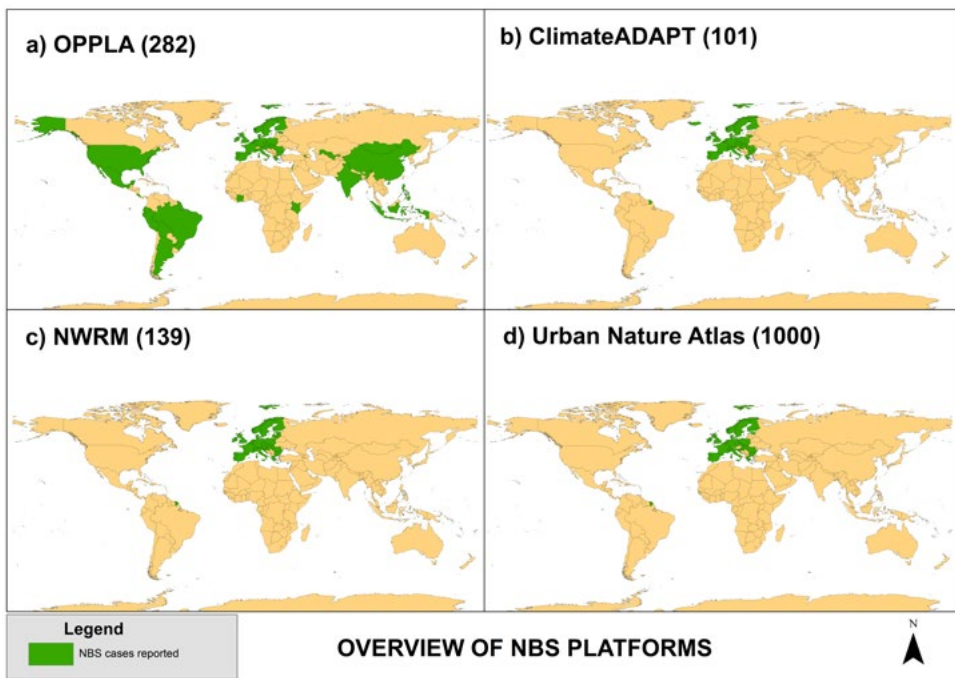 a) OPPLA (282)
b) ClimateADAPT (101)
c) NWRM (139)
d) Urban Nature Atlas (1000)
Legend
NBS cases reported
OVERVIEW OF NBS PLATFORMS
N